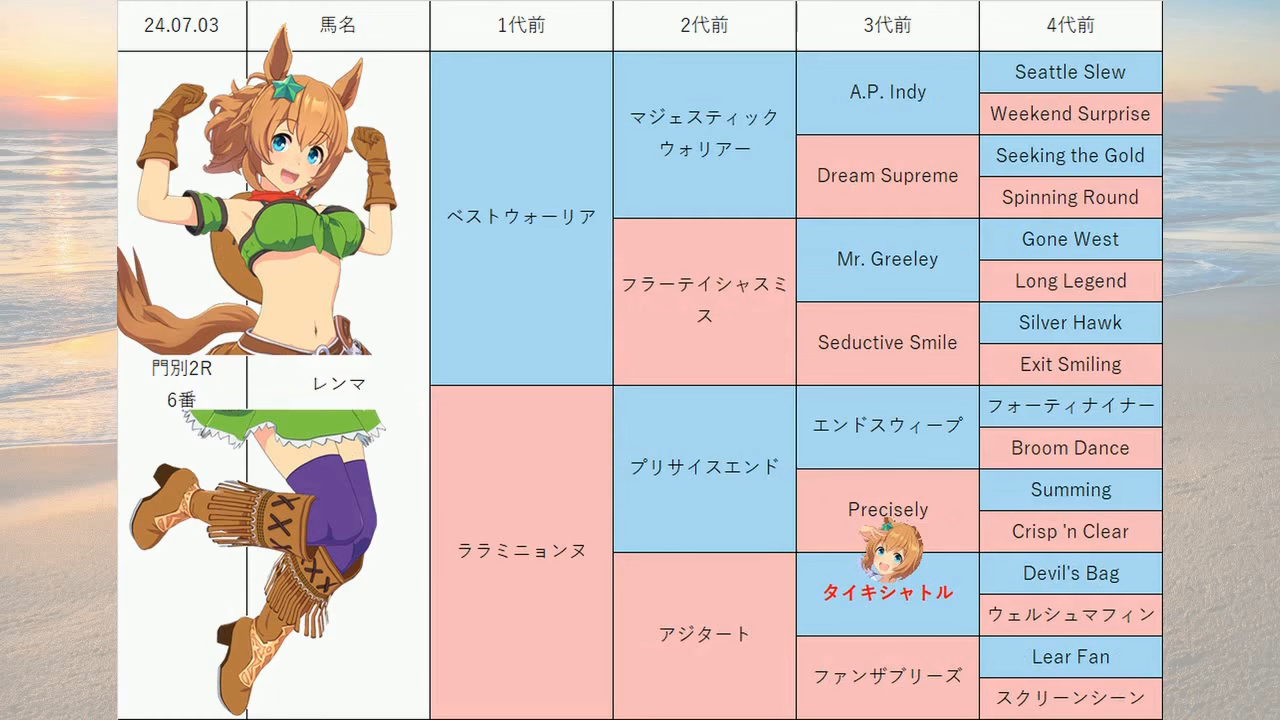 24.07.03
馬名
1代前
2代前
3代前
4代前
門別2R
6番
レンマ
ベストウォーリア
ララミニョンヌ
マジェスティック
ウォリアー
フラーテイシャスミ
ス
プリサイスエンド
アジタート
A.P. Indy
Dream Supreme
Mr. Greeley
Seductive Smile
エンドスウィープ
Precisely
タイキシャトル
ファンザブリーズ
Seattle Slew
Weekend Surprise
Seeking the Gold
Spinning Round
Gone West
Long Legend
Silver Hawk
Exit Smiling
フォーティナイナー
Broom Dance
Summing
Crisp 'n Clear
Devil's Bag
ウェルシュマフィン
Lear Fan
スクリーンシーン